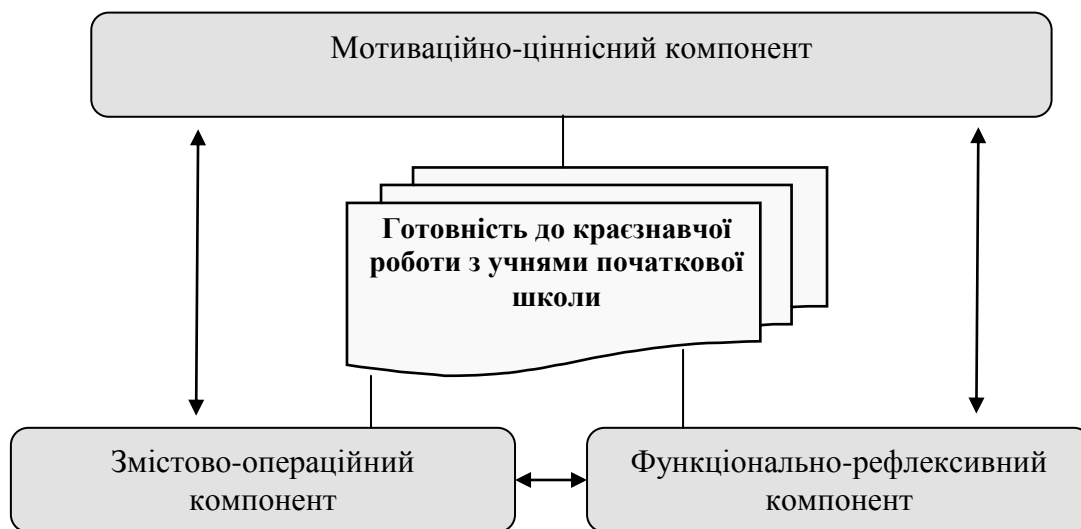 Мотиваційно-ціннісний компонент
Готовність до краєзнавчої
роботи з учнями початкової
школи
Змістово-операційний
компонент
Функціонально-рефлексивний
компонент